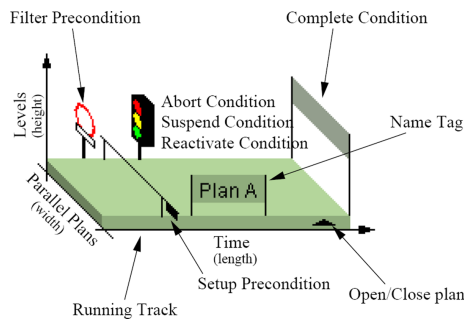 Filter Precondition
Complete Condition
Levels
(height)
Abort Condition
Suspend Condition
Reactivate Condition
Name Tag
Parallel Plans
(width)
Plan A
Time
(length)
Setup Precondition
Open/Close plan
Running Track